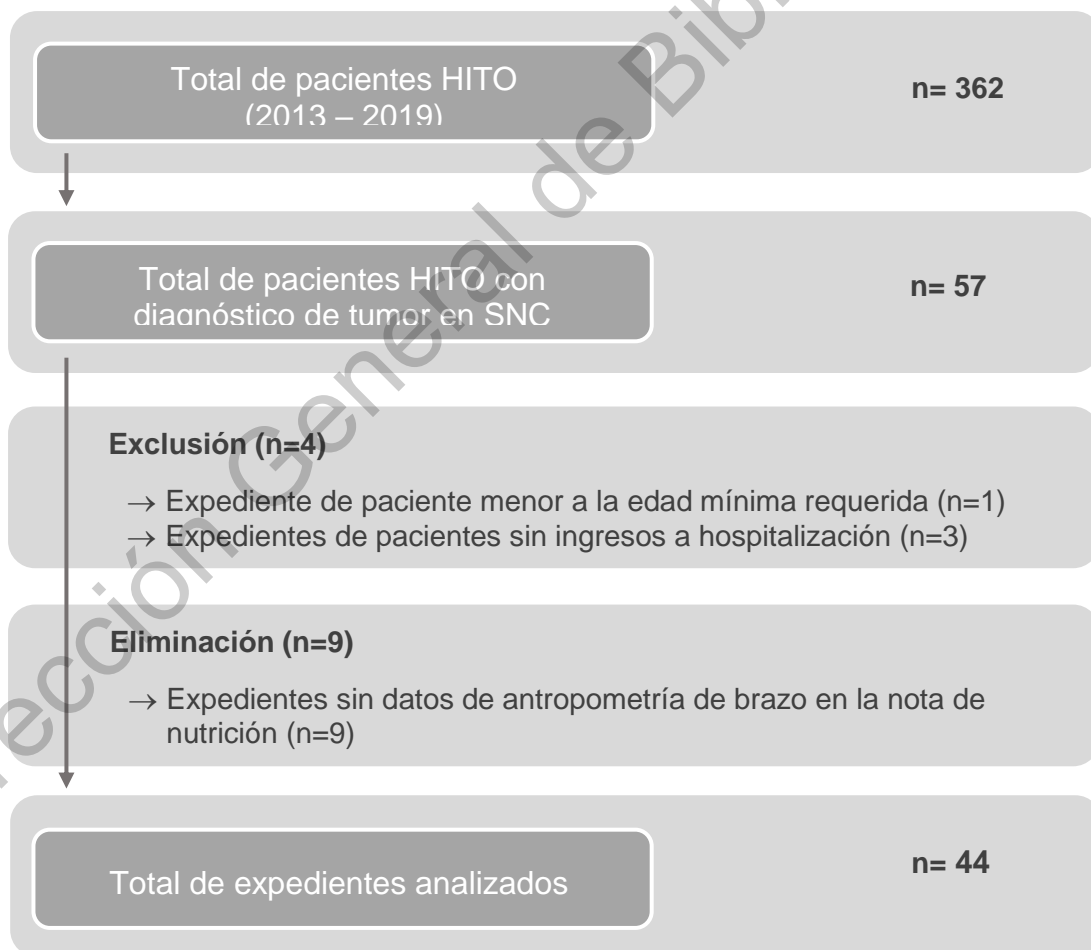 Total de pacientes HITO
(2013 – 2019)
n= 362
Total de pacientes HITO con
diagnóstico de tumor en SNC
n= 57
Exclusión (n=4)
→ Expediente de paciente menor a la edad mínima requerida (n=1)
→ Expedientes de pacientes sin ingresos a hospitalización (n=3)
Eliminación (n=9)
→ Expedientes sin datos de antropometría de brazo en la nota de
nutrición (n=9)
Total de expedientes analizados
n= 44
General de